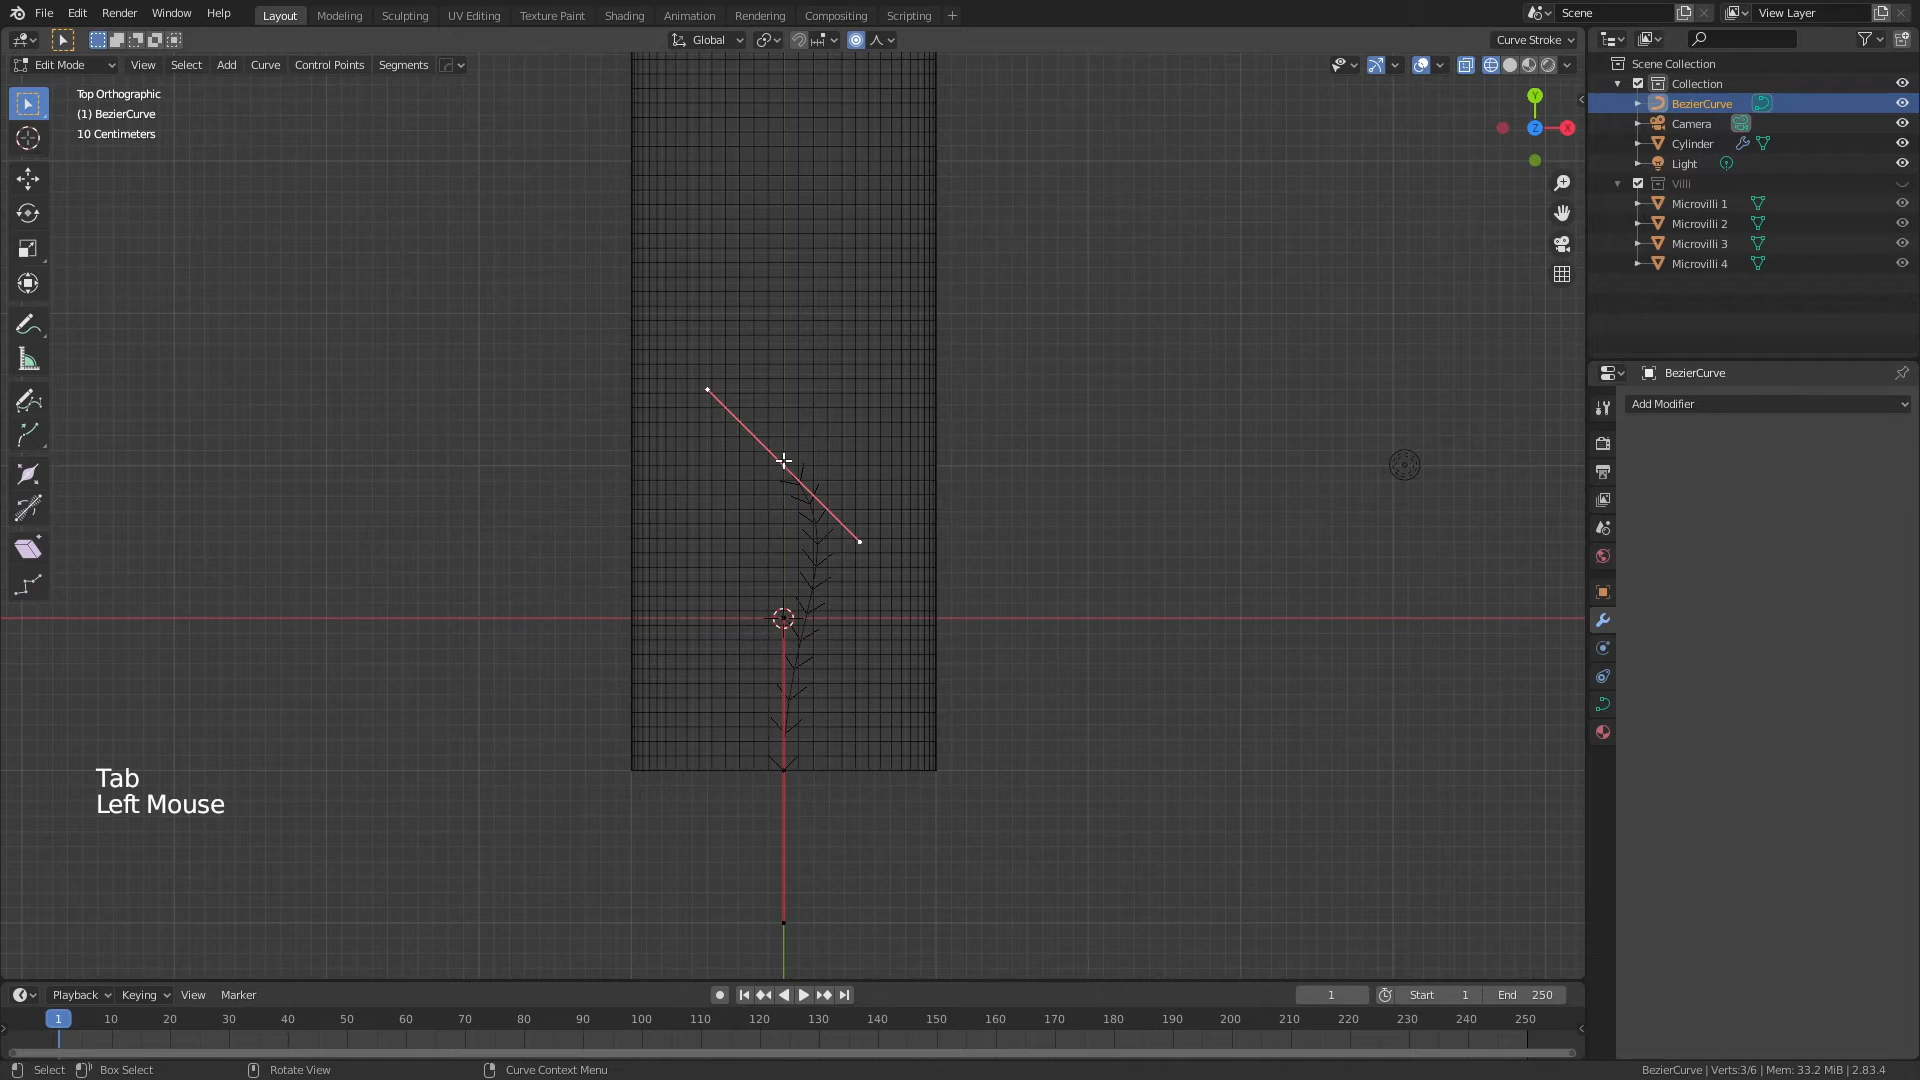 File Edit Render Window Help Layout Modeling Sculpting UV Editing Texture Paint Shading Animation Rendering Compositing Scripting + Scene View Layer
Global Curve Stroke
Edit Mode View Select Add Curve Control Points Segments
Top Orthographic
(1) BezierCurve
10 Centimeters
Y
Z X
Scene Collection
Collection
BezierCurve
Camera
Cylinder
Light
Villi
Microvilli 1
Microvilli 2
Microvilli 3
Microvilli 4
BezierCurve
Add Modifier
Tab
Left Mouse
Playback Keying View Marker 1 Start 1 End 250
1 10 20 30 40 50 60 70 80 90 100 110 120 130 140 150 160 170 180 190 200 210 220 230 240 250
Select Box Select Rotate View Curve Context Menu BezierCurve | Verts:3/6 | Mem: 33.2 MiB | 2.83.4